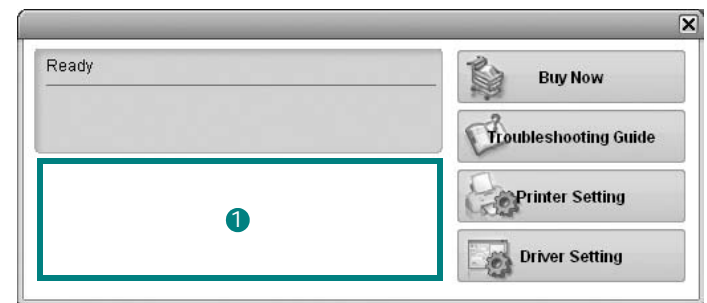 Ready
Buy Now
Troubleshooting Guide
1
Printer Setting
Driver Setting